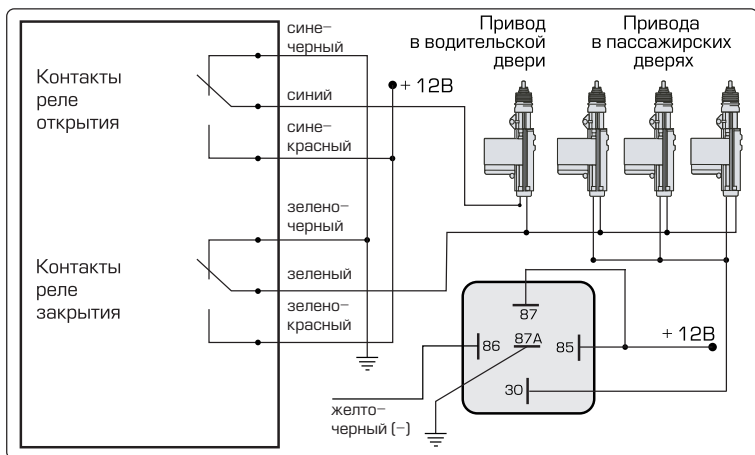 Контакты
реле
открытия
сине–
черный
синий
сине-
красный
+ 12В
Привод
в водительской
двери
Привода
в пассажирских
дверях
Контакты
реле
закрытия
зелено–
черный
зеленый
зелено-
красный
87
86
87А
85
30
+ 12В
желто–
черный (–)